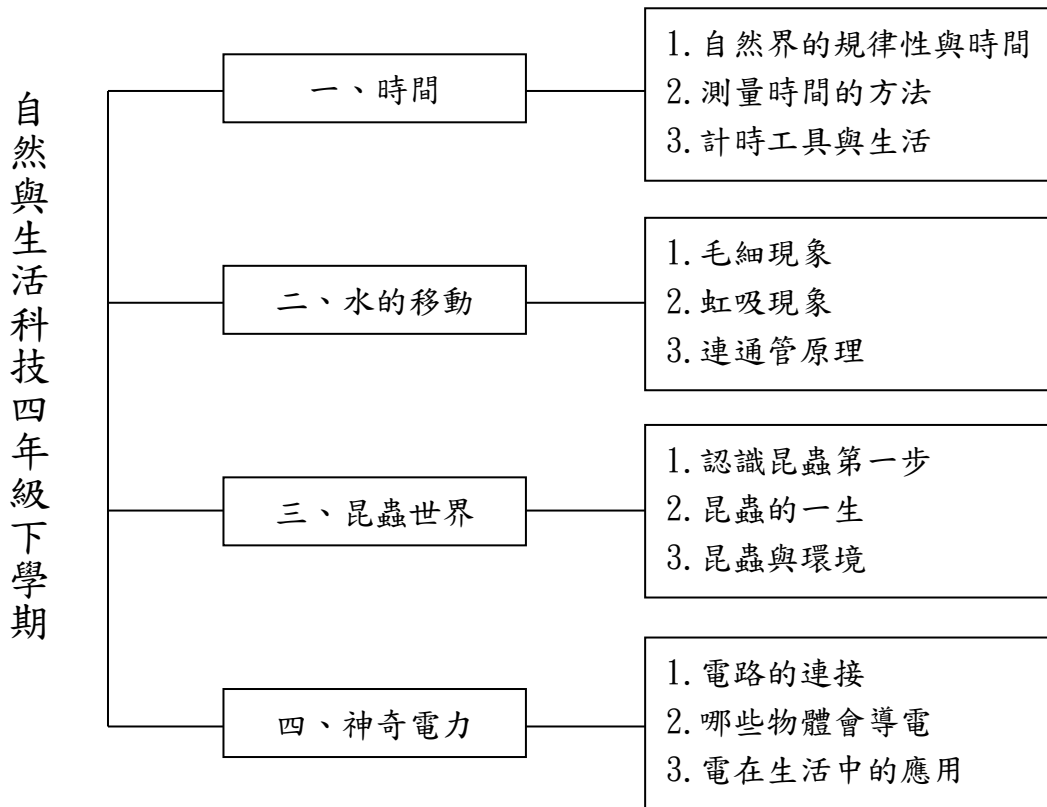 自然與生活科技四年級下學期
一、時間
1.自然界的規律性與時間
2.測量時間的方法
3.計時工具與生活
二、水的移動
1.毛細現象
2.虹吸現象
3.連通管原理
三、昆蟲世界
1.認識昆蟲第一步
2.昆蟲的一生
3.昆蟲與環境
四、神奇電力
1.電路的連接
2.哪些物體會導電
3.電在生活中的應用